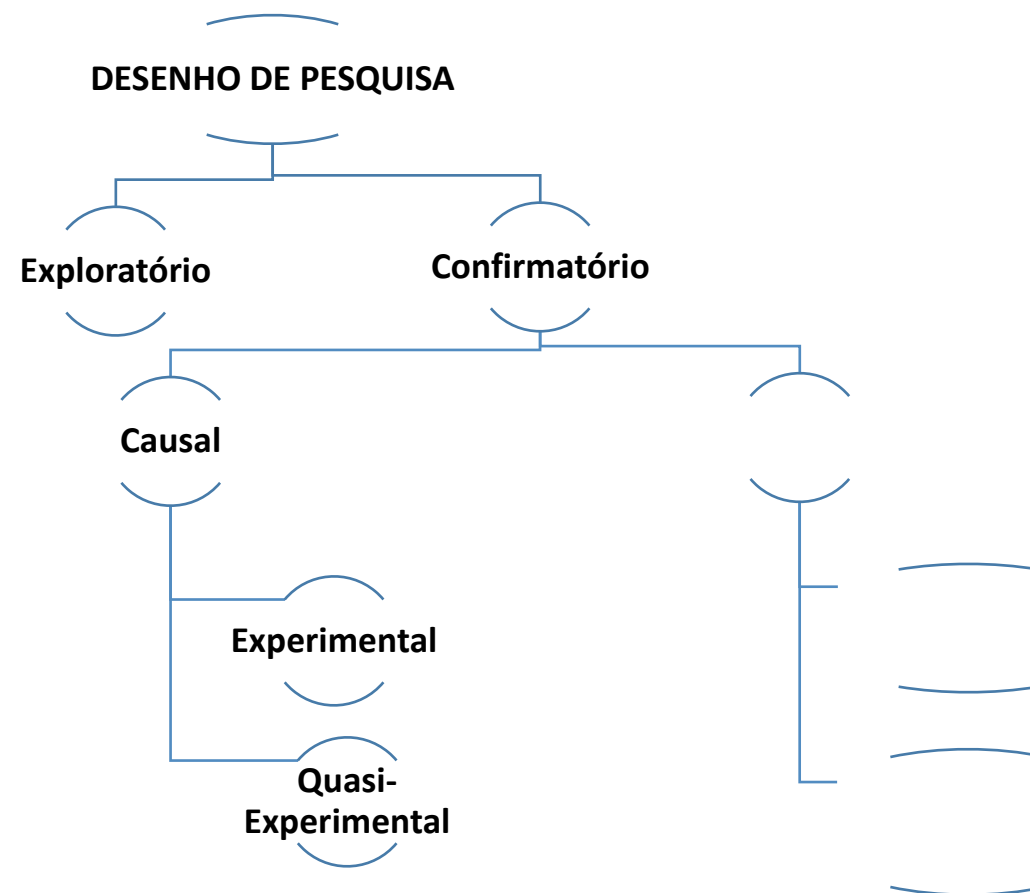 DESENHO DE PESQUISA
Exploratório
Confirmatório
Causal
Experimental
Quasi-
Experimental